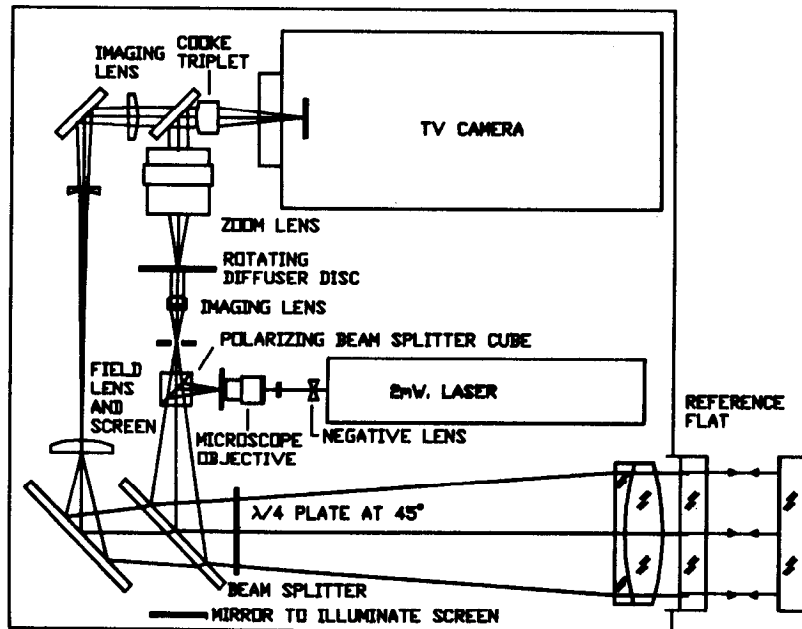 COOKE
TRIPLET
IMAGING
LENS
TV CAMERA
ZOOM LENS
ROTATING
DIFFUSER DISC
IMAGING LENS
POLARIZING BEAM SPLITTER CUBE
FIELD
LENS
AND
SCREEN
2mW. LASER
MICROSCOPE
OBJECTIVE
NEGATIVE LENS
REFERENCE
FLAT
λ/4 PLATE AT 45°
BEAM SPLITTER
MIRROR TO ILLUMINATE SCREEN